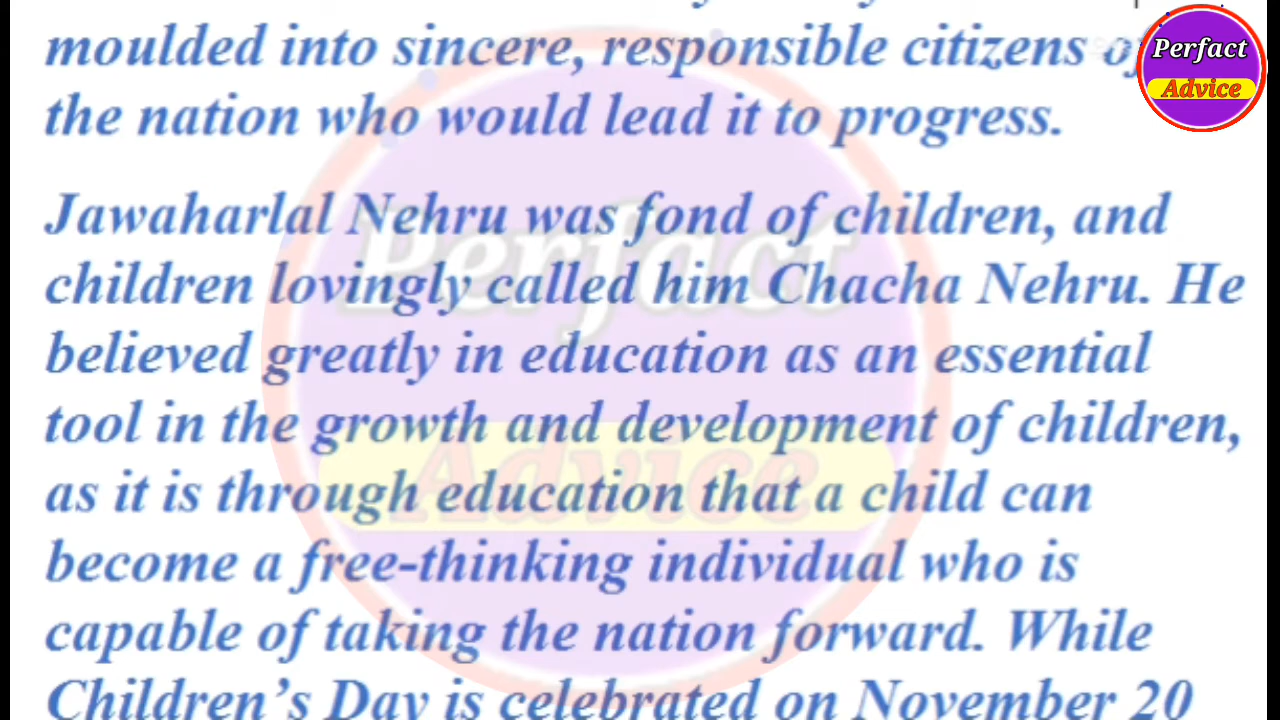 moulded into sincere, responsible citizens of
the nation who would lead it to progress.
Jawaharlal Nehru was fond of children, and
children lovingly called him Chacha Nehru. He
believed greatly in education as an essential
tool in the growth and development of children,
as it is through education that a child can
become a free-thinking individual who is
capable of taking the nation forward. While
Children's Day is celebrated on November 20
Perfact
Advice
Perfact
Advice